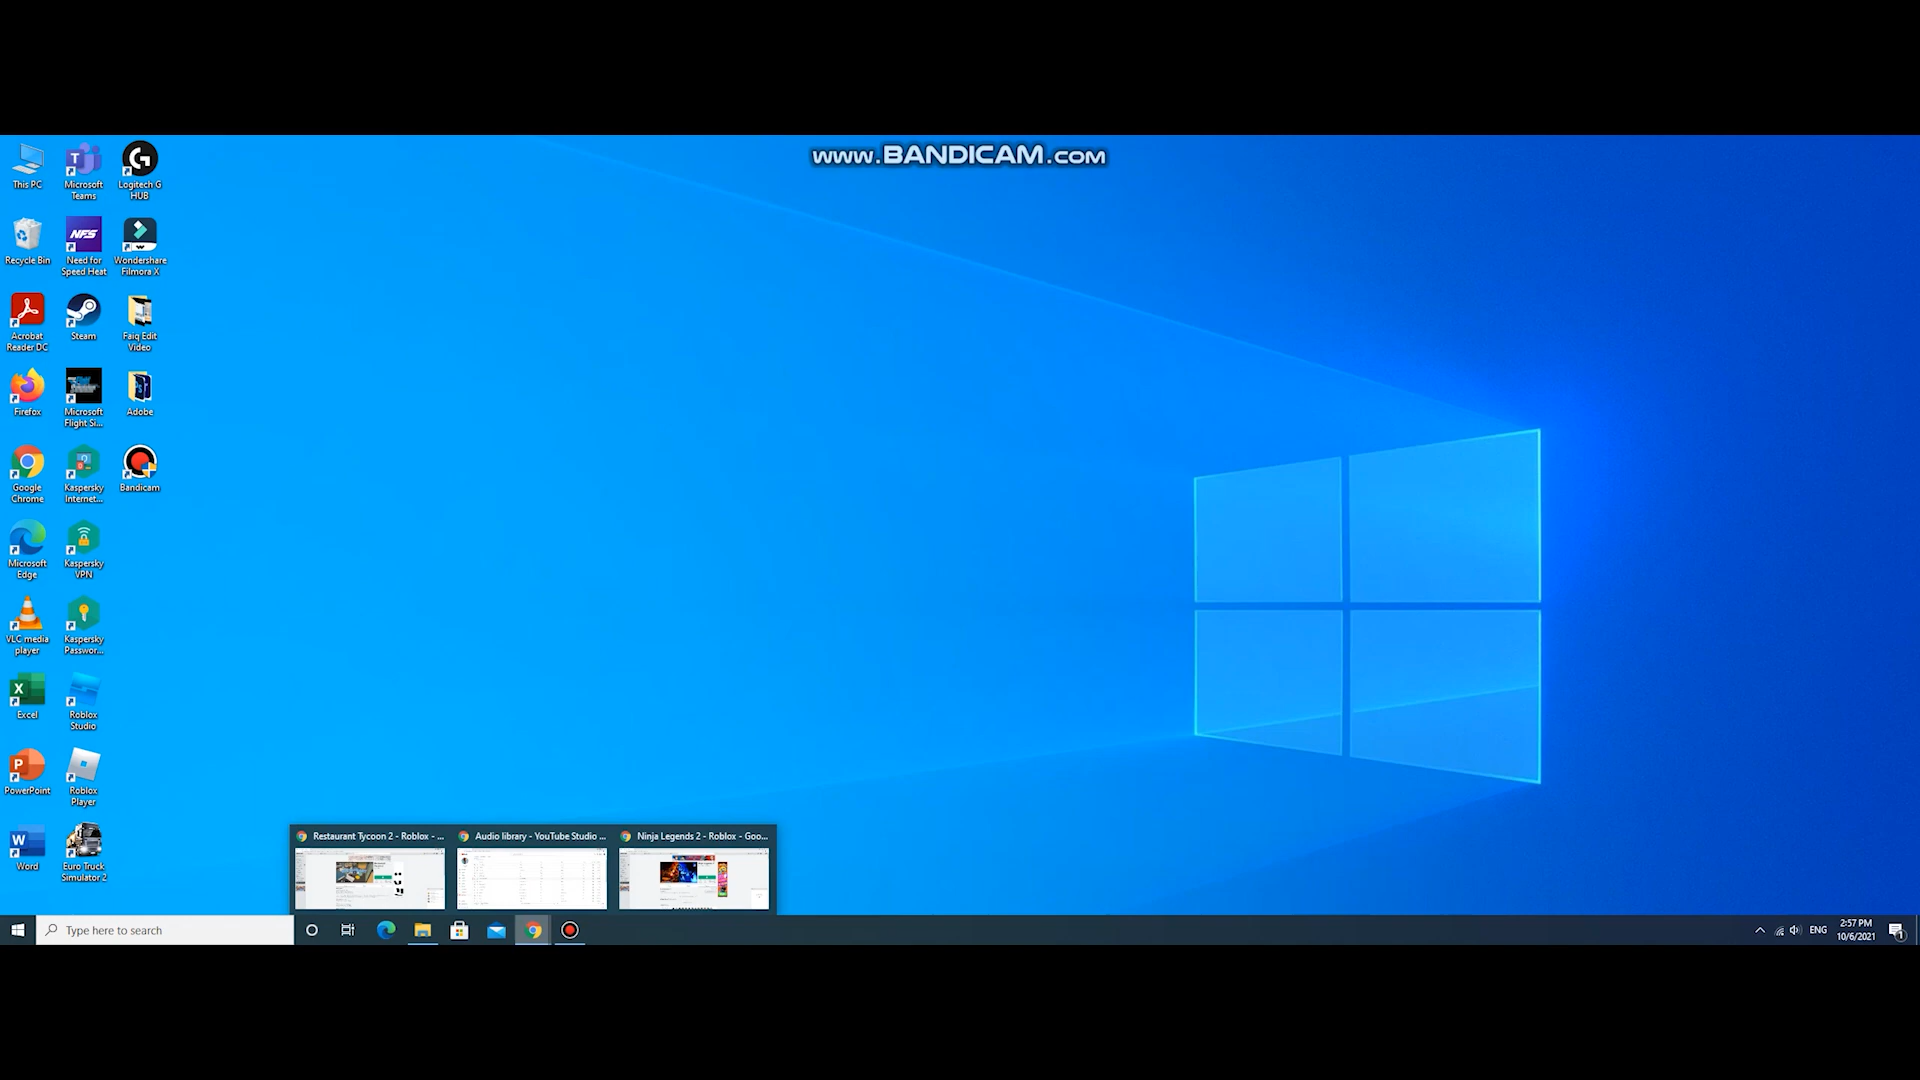 www.BANDICAM.com
This PC
Microsoft
Teams
Logitech G
HUB
Recycle Bin
NFS
Need for
Speed Heat
Wondershare
Filmora X
Acrobat
Reader DC
Steam
Faiq Edit
Video
Firefox
Microsoft
Flight Si...
Adobe
Google
Chrome
Kaspersky
Internet...
Bandicam
Microsoft
Edge
Kaspersky
VPN
VLC media
player
Kaspersky
Passwor...
Excel
Roblox
Studio
PowerPoint
Roblox
Player
Word
Euro Truck
Simulator 2
Restaurant Tycoon 2 - Roblox - ...
Audio library - YouTube Studio ...
Ninja Legends 2 - Roblox - Goo...
Type here to search
ENG
2:57 PM
10/6/2021
1